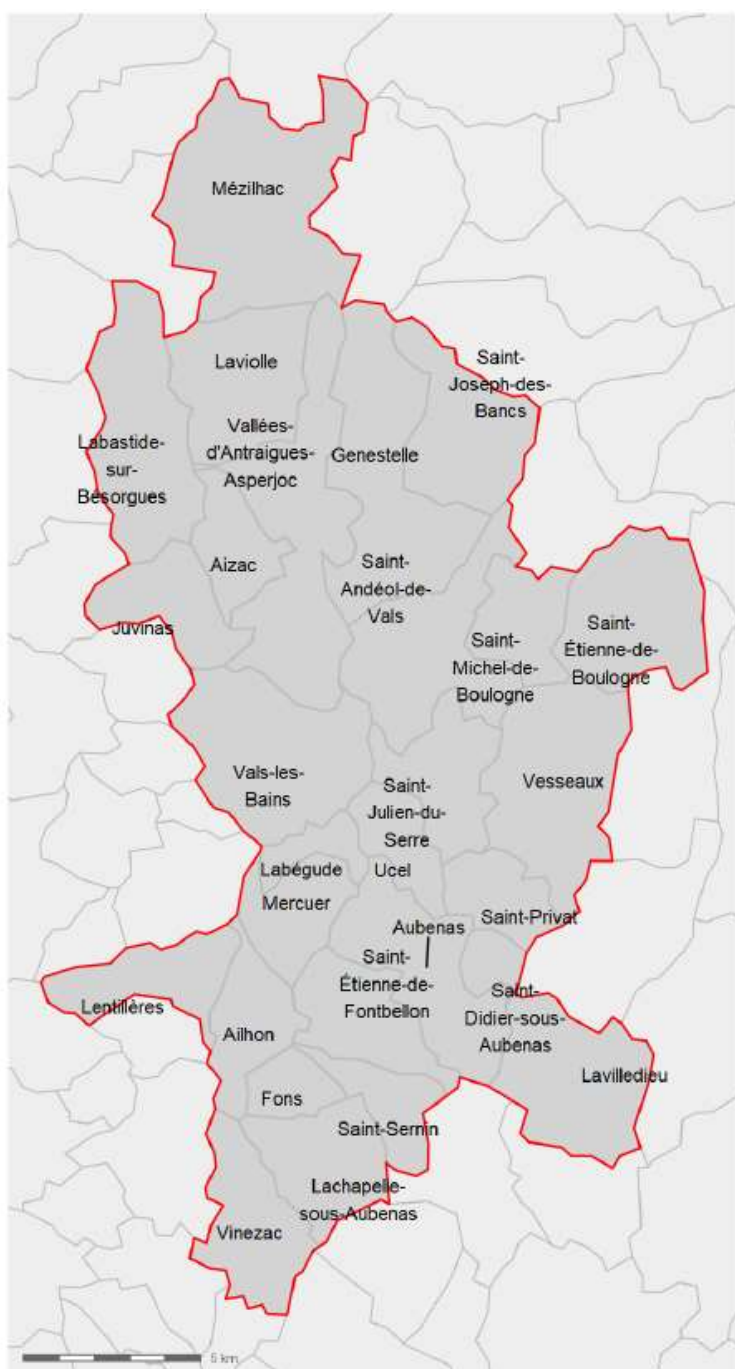 Mézilhac
Laviolle
Saint-
Joseph-des-
Bancs
Vallées-
d'Antraigues-
Asperjoc
Genestelle
Labastide-
sur-
Bésorgues
Aizac
Saint-
Andéol-de-
Vals
Juvinas
Saint-
Michel-de-
Boulogne
Saint-
Étienne-de-
Boulogne
Vals-les-
Bains
Saint-
Julien-du-
Serre
Vesseaux
Labégude
Ucel
Mercuer
Saint-Privat
Aubenas
Saint-
Étienne-de-
Fontbellon
Lentillères
Ailhon
Saint-
Didier-sous-
Aubenas
Lavilledieu
Fons
Saint-Sernin
Lachapelle-
sous-Aubenas
Vinezac
5 km